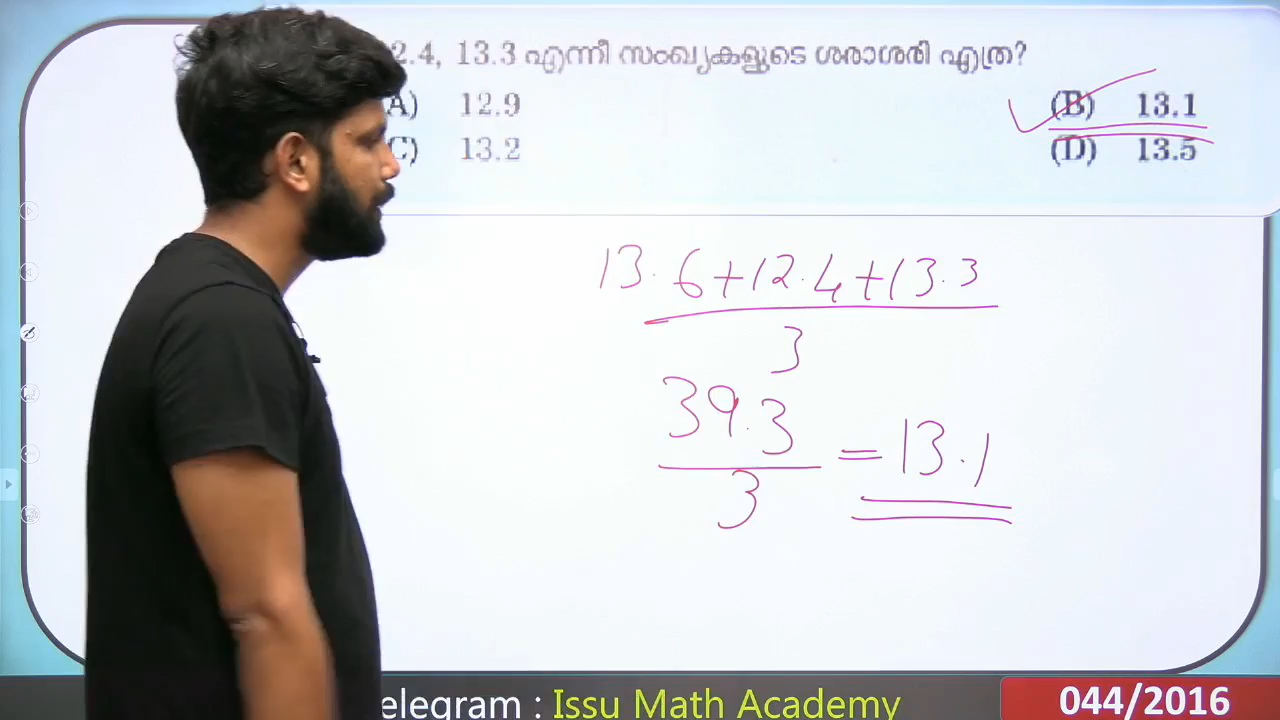 2.4, 13.3 എന്നീ സംഖ്യകളുടെ ശരാശരി എത്ര?
A) 12.9 (B) 13.1
C) 13.2 (D) 13.5
13.6+12.4+13.3
3
39.3
= 13.1
3
elegram : Issu Math Academy
044/2016